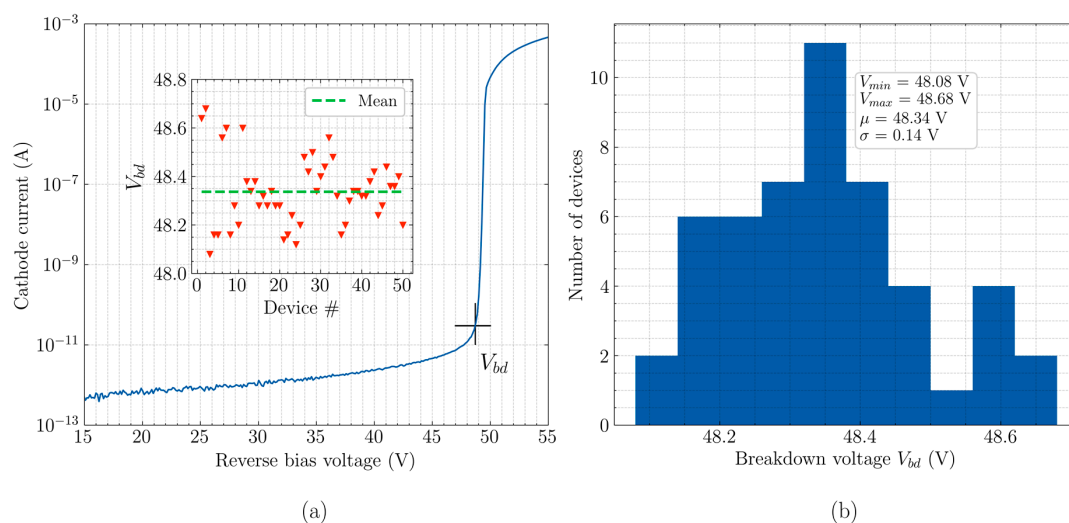 10⁻³
10⁻⁵
10⁻⁷
10⁻⁹
10⁻¹¹
10⁻¹³
Cathode current (A)
15 20 25 30 35 40 45 50 55
Reverse bias voltage (V)
48.8
48.6
48.4
48.2
48.0
V_bd
0 10 20 30 40 50
Device #
Mean
V_bd
(a)
10
8
6
4
2
0
Number of devices
V_min = 48.08 V
V_max = 48.68 V
μ = 48.34 V
σ = 0.14 V
48.2 48.4 48.6
Breakdown voltage V_bd (V)
(b)